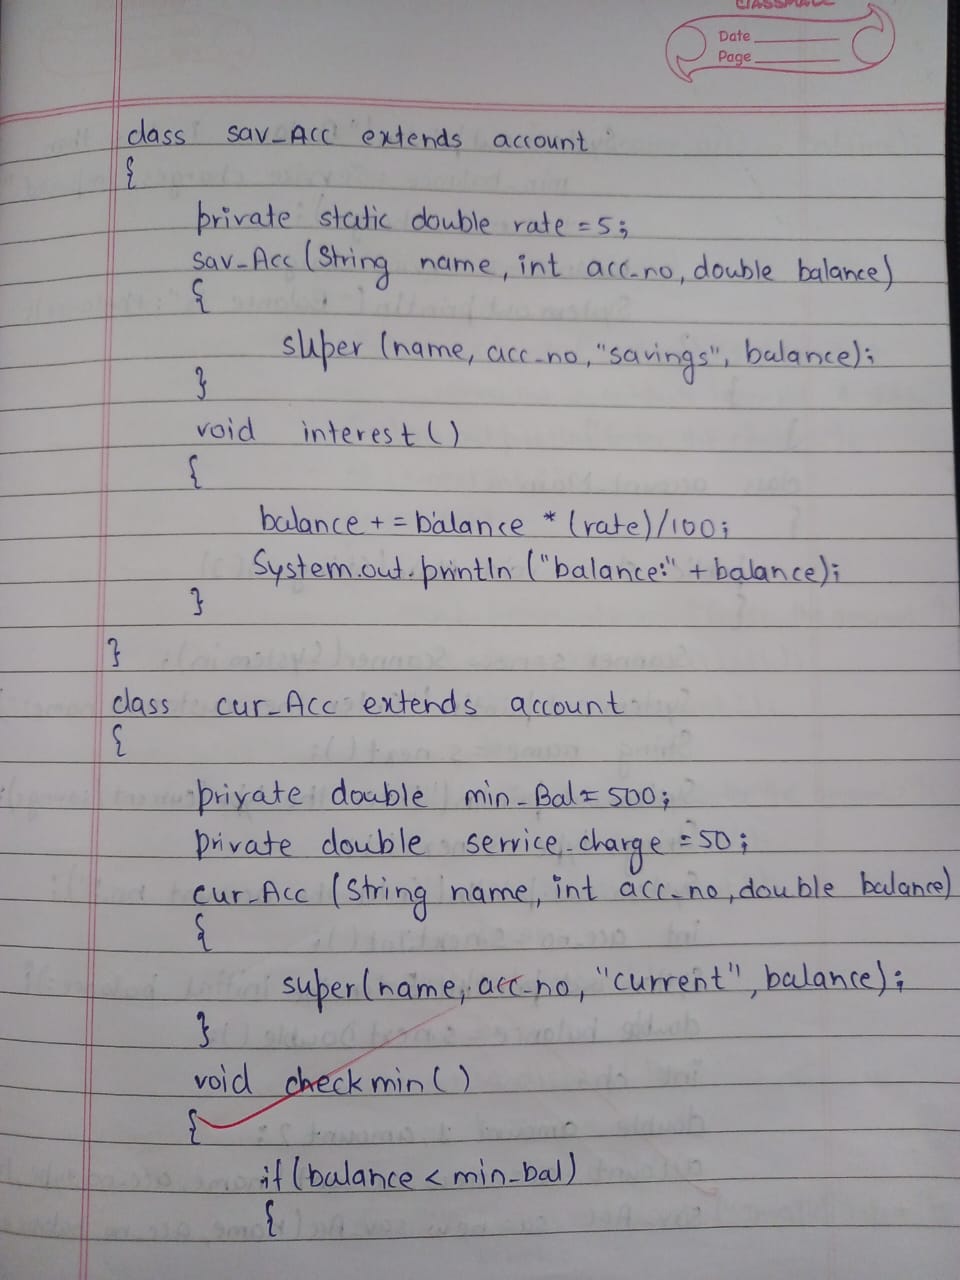 Date
Page
class sav_Acc extends account
{
private static double rate = 5;
sav_Acc (String name, int acc_no, double balance)
{
super (name, acc_no, "savings", balance);
}
void interest ()
{
balance += balance * (rate)/100;
System.out.println ("balance:" + balance);
}
}
class cur_Acc extends account
{
private double min_Bal = 500;
private double service_charge = 50;
cur_Acc (String name, int acc_no, double balance)
{
super(name, acc_no, "current", balance);
}
void checkmin ()
{
if (balance < min_bal)
{